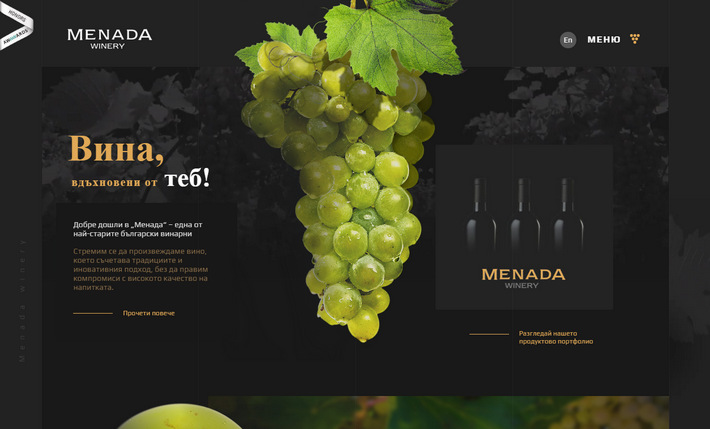 HONORS
AWWWARDS
MENADA
WINERY
En
МЕНЮ
Вина,
вдъхновени от теб!
Добре дошли в „Менада“ – една от
най-старите български винарни
Стремим се да произвеждаме вино,
което съчетава традициите и
иновативния подход, без да правим
компромиси с високото качество на
напитката.
Прочети повече
MENADA
WINERY
Разгледай нашето
продуктово портфолио
Menada winery